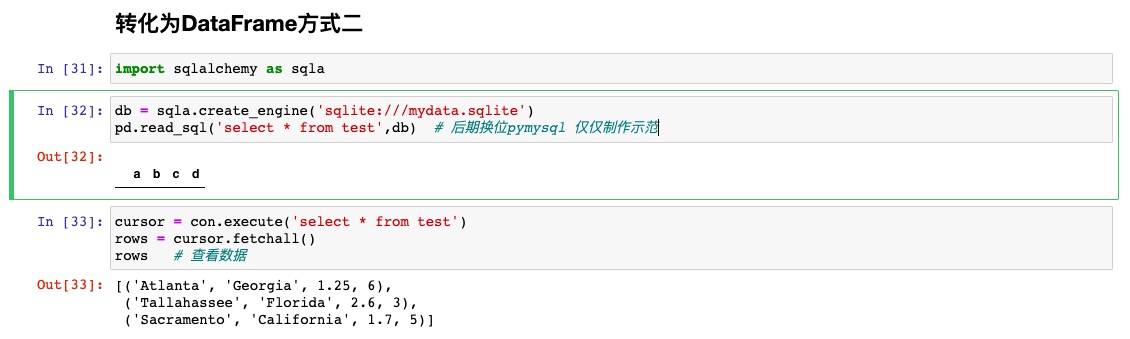 转化为DataFrame方式二
In [31]: import sqlalchemy as sqla
In [32]: db = sqla.create_engine('sqlite:///mydata.sqlite')
pd.read_sql('select * from test',db)  # 后期换位pymysql 仅仅制作示范
Out[32]:
a b c d
In [33]: cursor = con.execute('select * from test')
rows = cursor.fetchall()
rows   # 查看数据
Out[33]: [('Atlanta', 'Georgia', 1.25, 6),
('Tallahassee', 'Florida', 2.6, 3),
('Sacramento', 'California', 1.7, 5)]